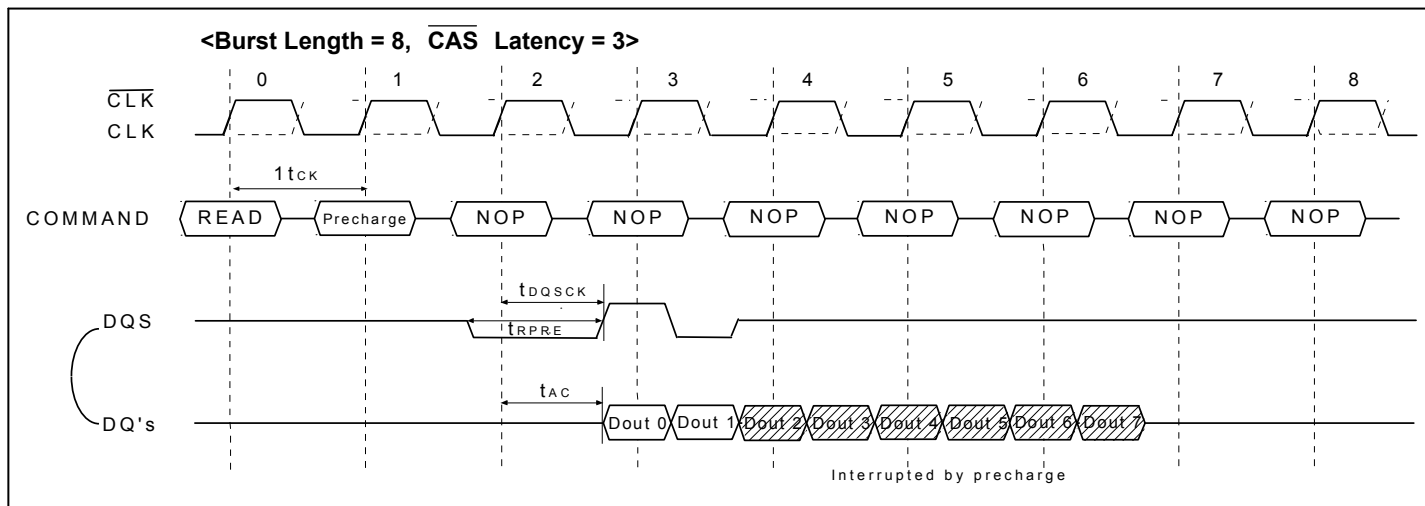 <Burst Length = 8, CAS Latency = 3>
0 1 2 3 4 5 6 7 8
CLK
CLK
1tCK
COMMAND READ Precharge NOP NOP NOP NOP NOP NOP NOP
tDQSCK
DQS
tRPRE
tAC
DQ's Dout 0 Dout 1 Dout 2 Dout 3 Dout 4 Dout 5 Dout 6 Dout 7
Interrupted by precharge